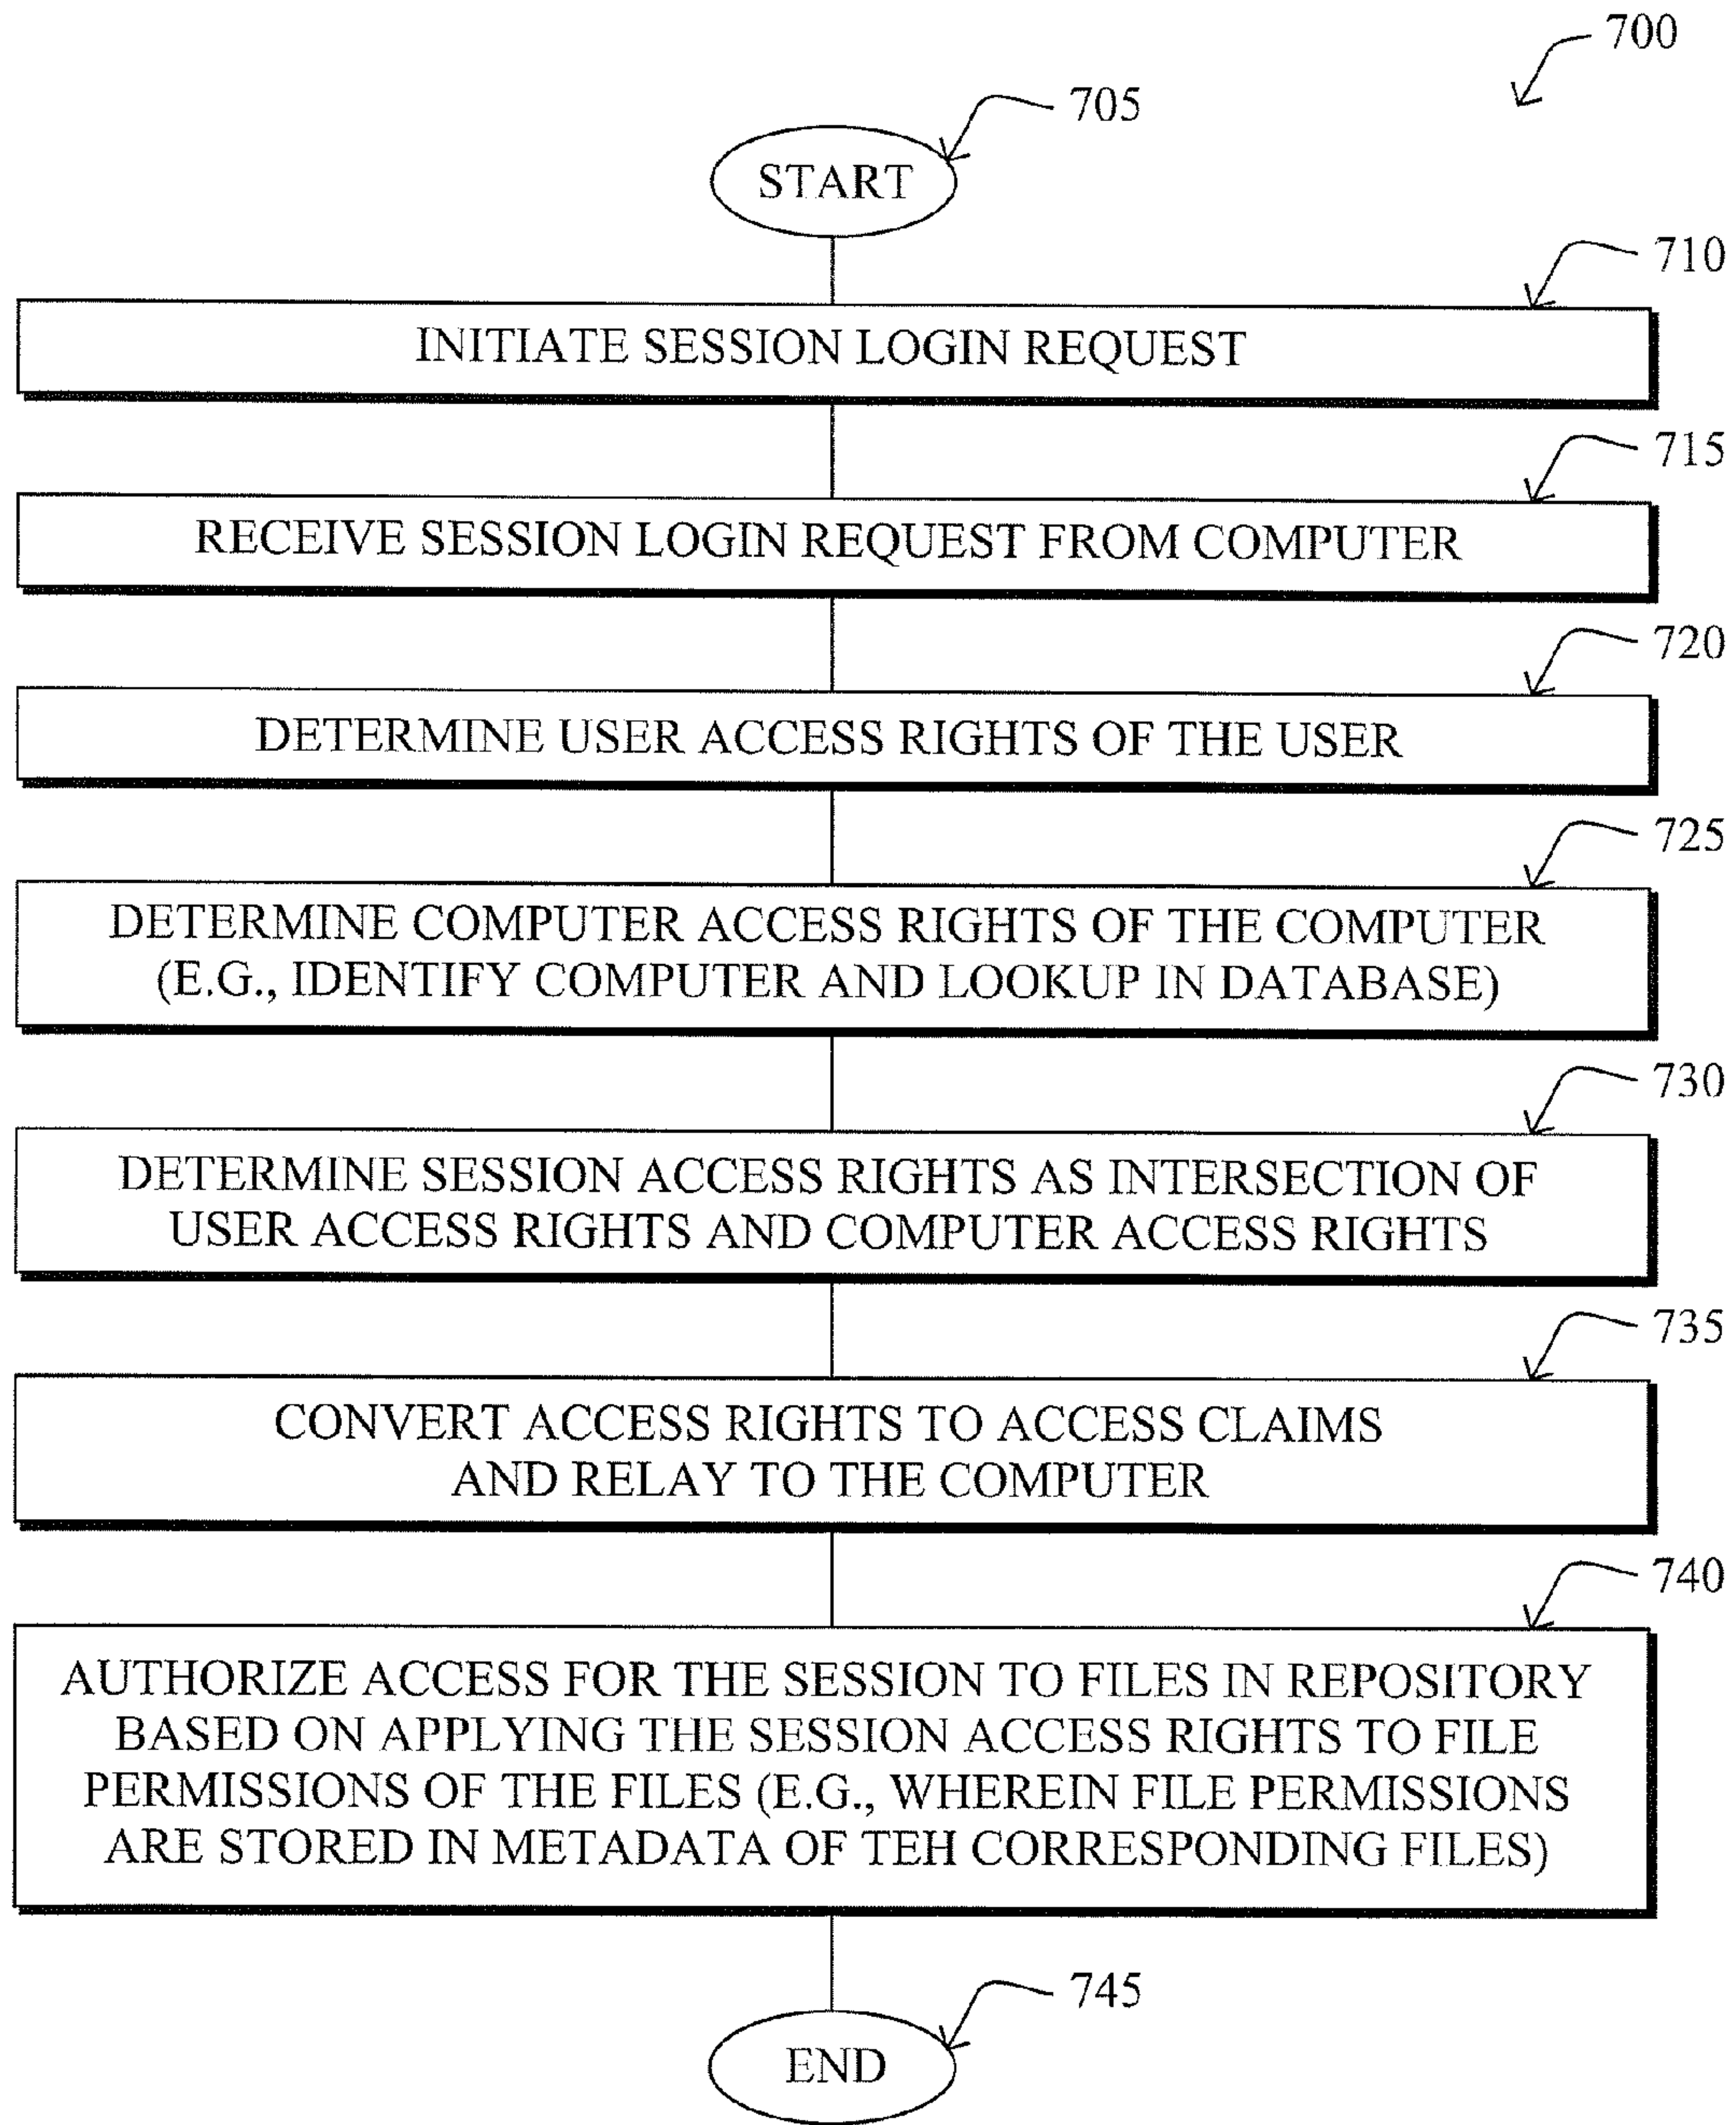 700
705
START
710
INITIATE SESSION LOGIN REQUEST
715
RECEIVE SESSION LOGIN REQUEST FROM COMPUTER
720
DETERMINE USER ACCESS RIGHTS OF THE USER
725
DETERMINE COMPUTER ACCESS RIGHTS OF THE COMPUTER
(E.G., IDENTIFY COMPUTER AND LOOKUP IN DATABASE)
730
DETERMINE SESSION ACCESS RIGHTS AS INTERSECTION OF
USER ACCESS RIGHTS AND COMPUTER ACCESS RIGHTS
735
CONVERT ACCESS RIGHTS TO ACCESS CLAIMS
AND RELAY TO THE COMPUTER
740
AUTHORIZE ACCESS FOR THE SESSION TO FILES IN REPOSITORY
BASED ON APPLYING THE SESSION ACCESS RIGHTS TO FILE
PERMISSIONS OF THE FILES (E.G., WHEREIN FILE PERMISSIONS
ARE STORED IN METADATA OF TEH CORRESPONDING FILES)
745
END